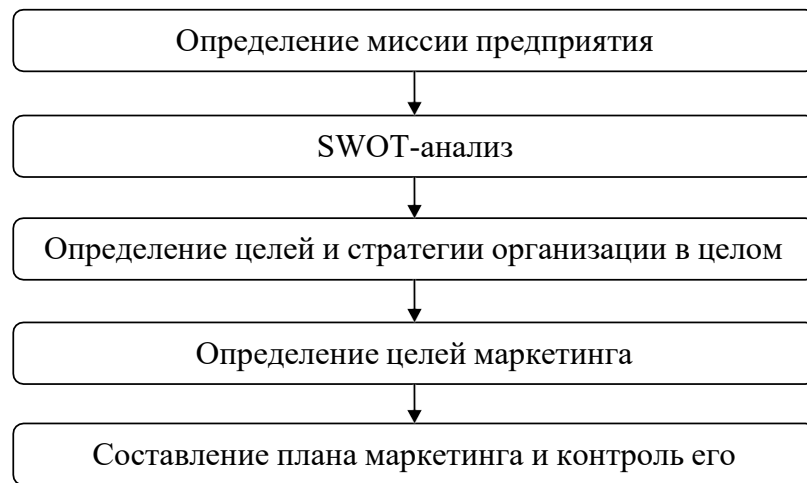 Определение миссии предприятия
SWOT-анализ
Определение целей и стратегии организации в целом
Определение целей маркетинга
Составление плана маркетинга и контроль его